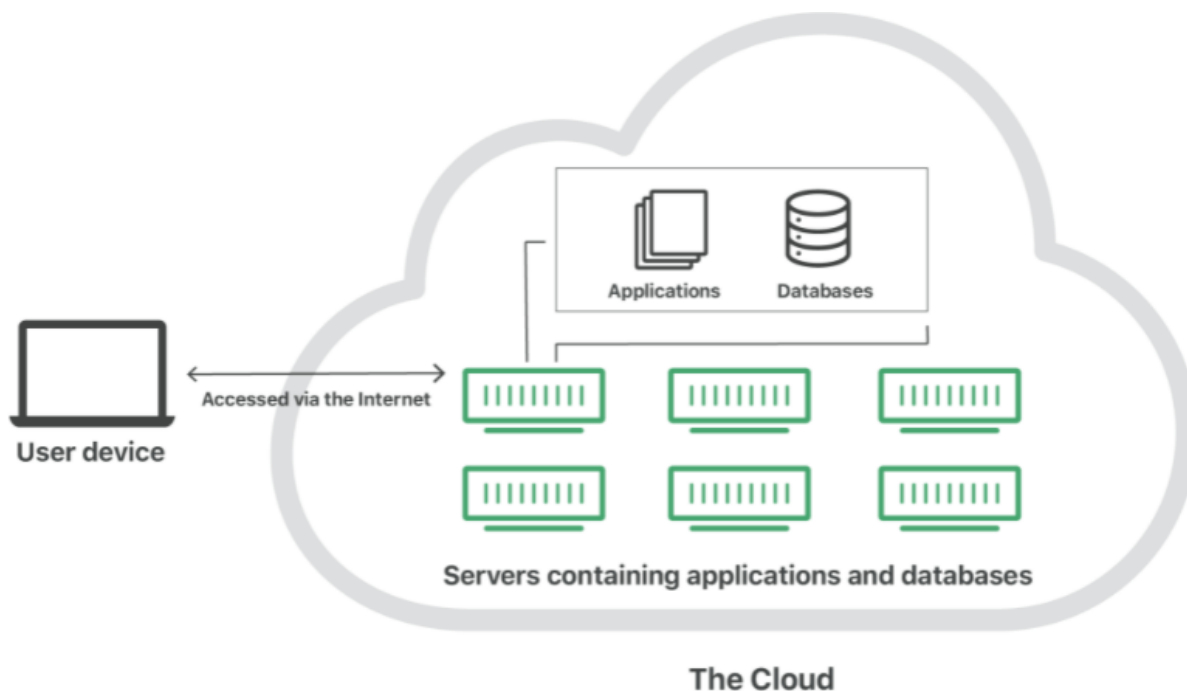 Applications
Databases
Accessed via the Internet
User device
Servers containing applications and databases
The Cloud